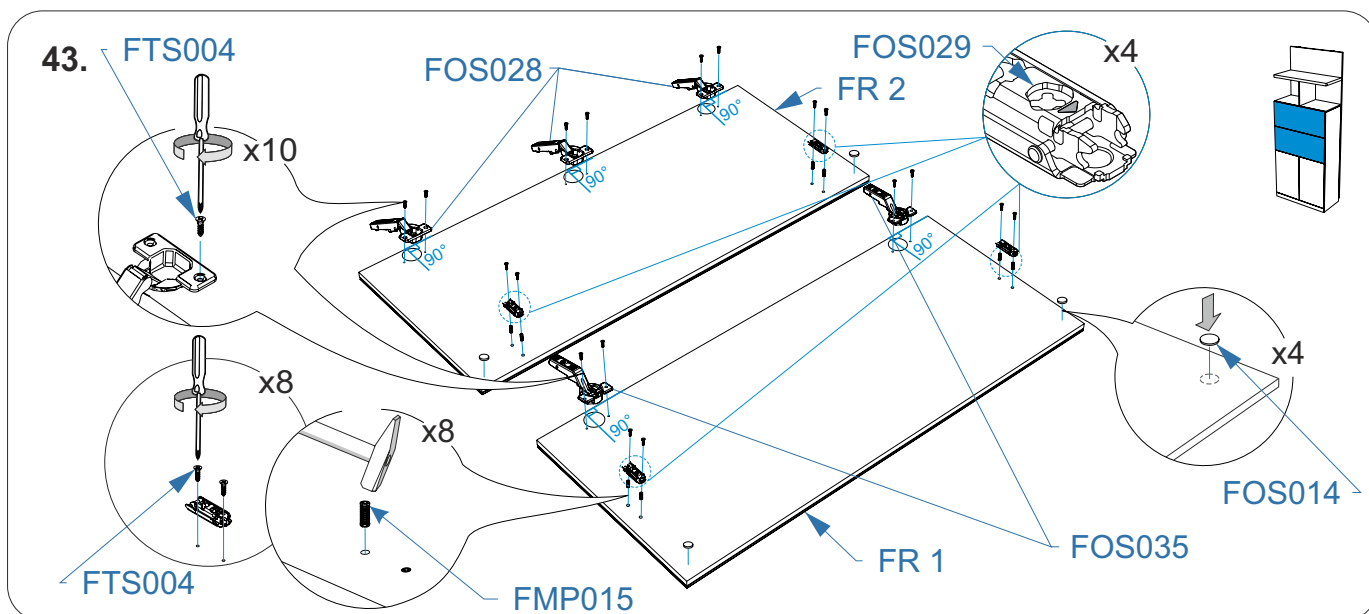 43.
FTS004
x10
FOS028
FR 2
FOS029
x4
90°
90°
90°
90°
90°
x8
FTS004
x8
FMP015
FR 1
FOS035
x4
FOS014